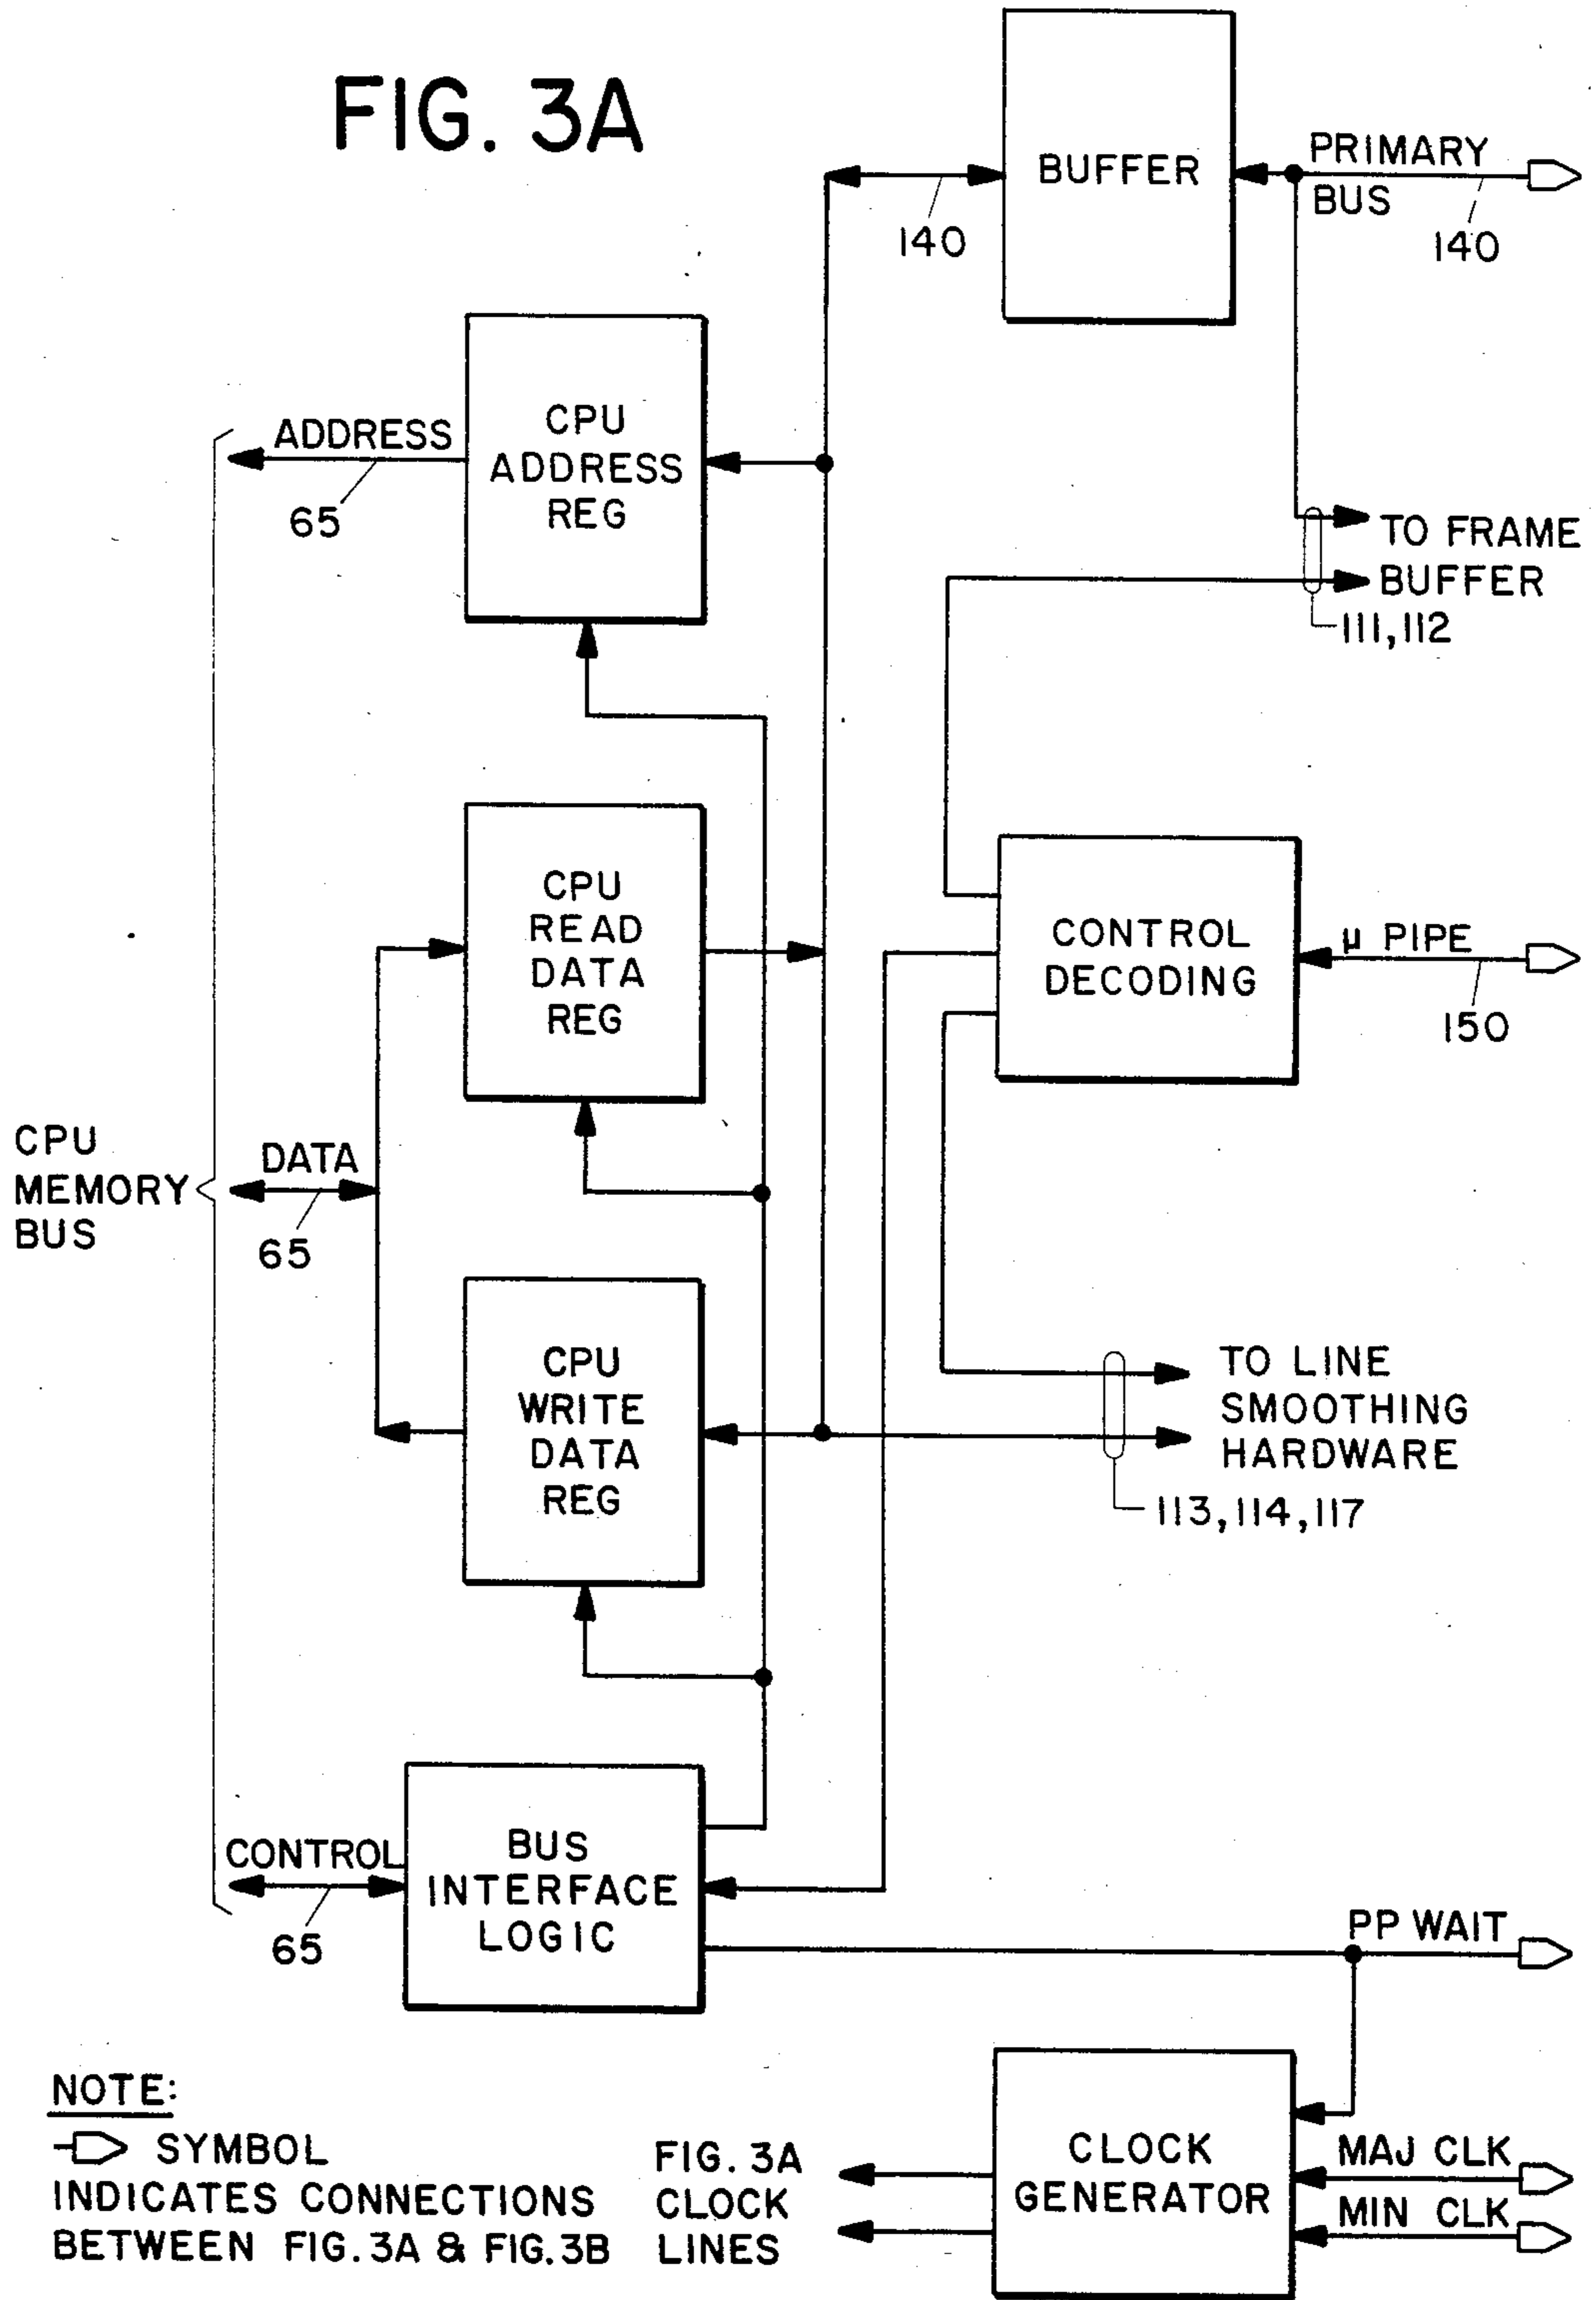 FIG. 3A
BUFFER
PRIMARY
BUS
140
140
CPU
ADDRESS
REG
ADDRESS
65
TO FRAME
BUFFER
111,112
CPU
READ
DATA
REG
CONTROL
DECODING
µ PIPE
150
CPU
MEMORY
BUS
DATA
65
CPU
WRITE
DATA
REG
TO LINE
SMOOTHING
HARDWARE
113,114,117
BUS
INTERFACE
LOGIC
CONTROL
65
PP WAIT
NOTE:
SYMBOL
INDICATES CONNECTIONS
BETWEEN FIG.3A & FIG.3B
FIG. 3A
CLOCK
LINES
CLOCK
GENERATOR
MAJ CLK
MIN CLK